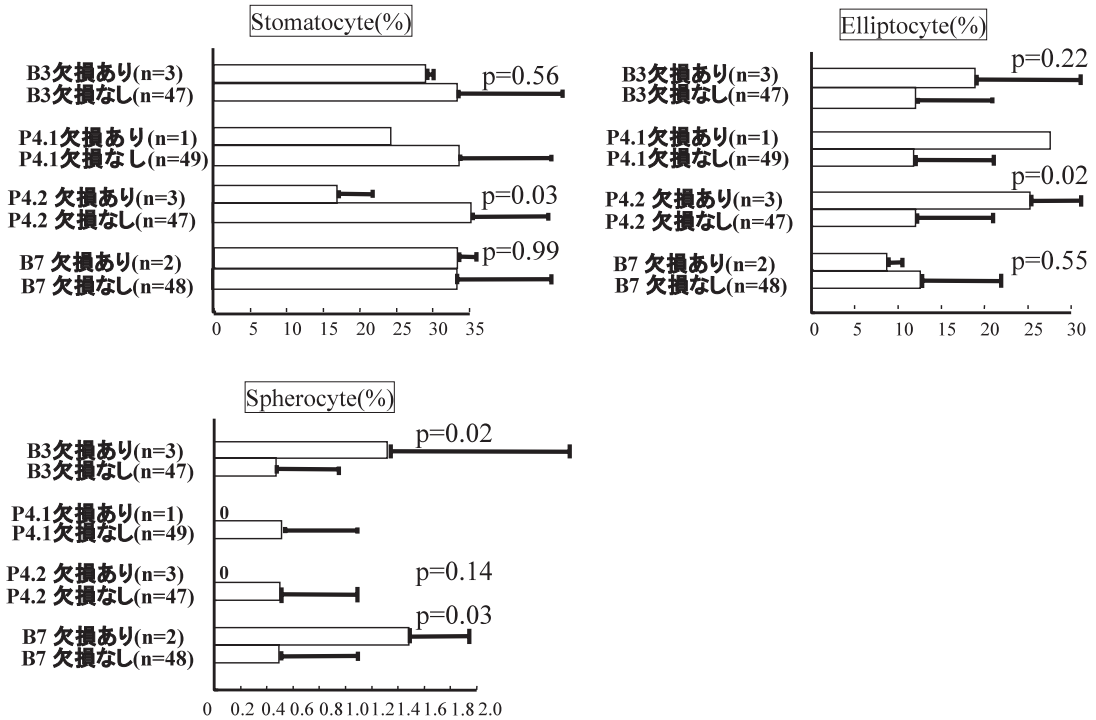 Stomatocyte(%)
B3欠損あり(n=3)
B3欠損なし(n=47)
p=0.56
P4.1欠損あり(n=1)
P4.1欠損なし(n=49)
P4.2 欠損あり(n=3)
P4.2 欠損なし(n=47)
p=0.03
B7 欠損あり(n=2)
B7 欠損なし(n=48)
p=0.99
0 5 10 15 20 25 30 35
Elliptocyte(%)
B3欠損あり(n=3)
B3欠損なし(n=47)
p=0.22
P4.1欠損あり(n=1)
P4.1欠損なし(n=49)
P4.2 欠損あり(n=3)
P4.2 欠損なし(n=47)
p=0.02
B7 欠損あり(n=2)
B7 欠損なし(n=48)
p=0.55
0 5 10 15 20 25 30
Spherocyte(%)
B3欠損あり(n=3)
B3欠損なし(n=47)
p=0.02
P4.1欠損あり(n=1) 0
P4.1欠損なし(n=49)
P4.2 欠損あり(n=3) 0
P4.2 欠損なし(n=47)
p=0.14
B7 欠損あり(n=2)
B7 欠損なし(n=48)
p=0.03
0 0.2 0.4 0.6 0.8 1.0 1.2 1.4 1.6 1.8 2.0